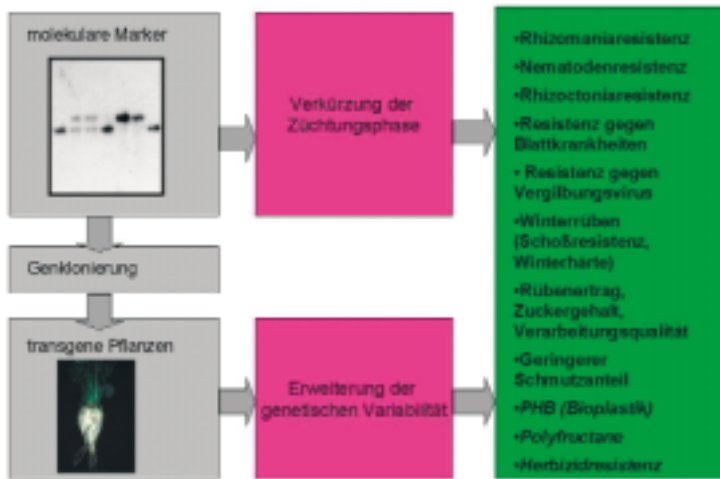 molekulare Marker
Verkürzung der
Züchtungsphase
Genklonierung
transgene Pflanzen
Erweiterung der
genetischen Variabilität
•Rhizomaniaresistenz
•Nematodenresistenz
•Rhizoctoniaresistenz
•Resistenz gegen
Blattkrankheiten
• Resistenz gegen
Vergilbungsvirus
•Winterrüben
(Schoßresistenz,
Winterhärte)
•Rübenertrag,
Zuckergehalt,
Verarbeitungsqualität
•Geringerer
Schmutzanteil
•PHB (Bioplastik)
•Polyfructane
•Herbizidresistenz